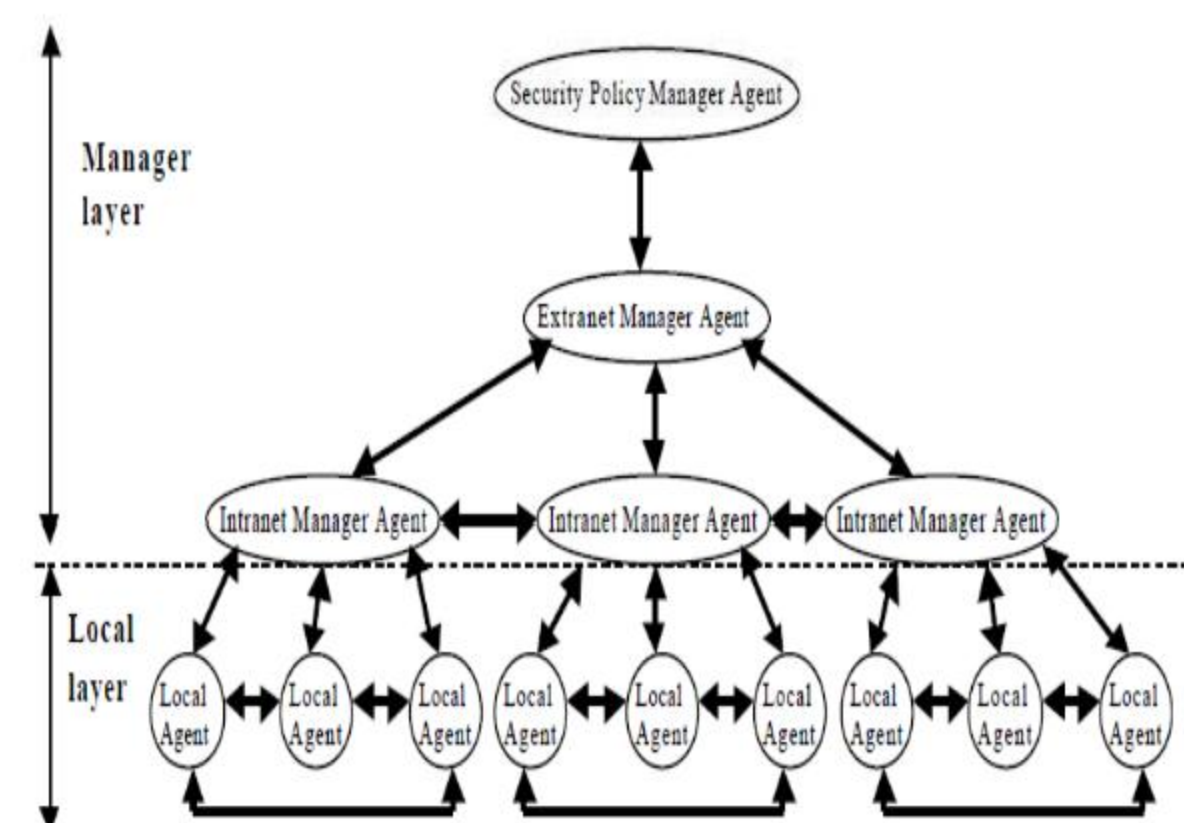 Security Policy Manager Agent
Manager
layer
Extranet Manager Agent
Intranet Manager Agent
Intranet Manager Agent
Intranet Manager Agent
Local
layer
Local
Agent
Local
Agent
Local
Agent
Local
Agent
Local
Agent
Local
Agent
Local
Agent
Local
Agent
Local
Agent